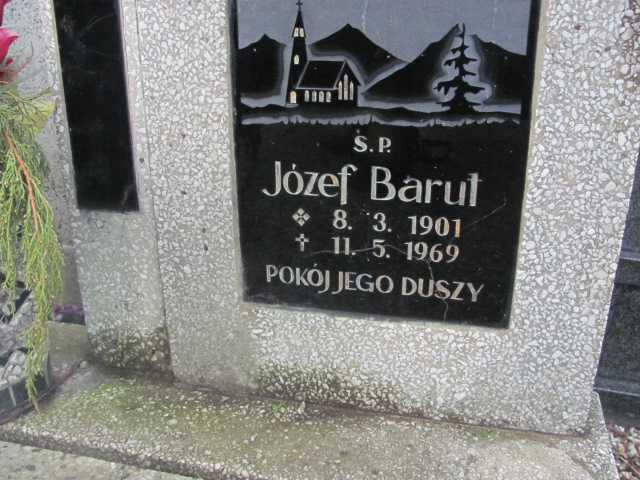 Ś.P.
Józef Barut
8. 3. 1901
✝ 11. 5. 1969
POKÓJ JEGO DUSZY